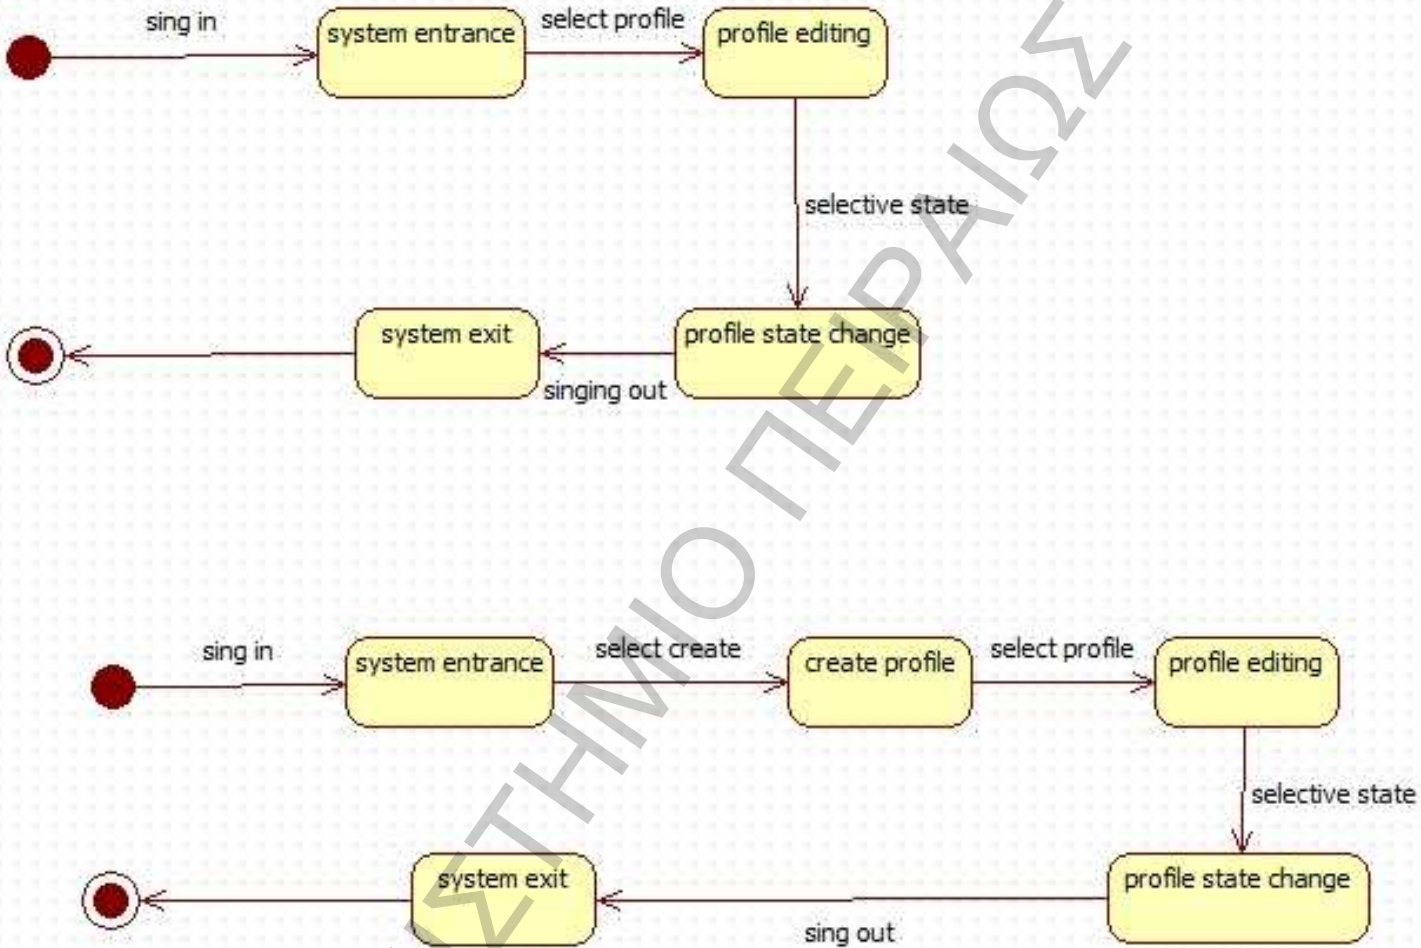 sing in
system entrance
select profile
profile editing
selective state
system exit
profile state change
singing out
ΣΤΗΜΙΟ ΠΕΙΡΑΙΩΣ
sing in
system entrance
select create
create profile
select profile
profile editing
selective state
system exit
profile state change
sing out